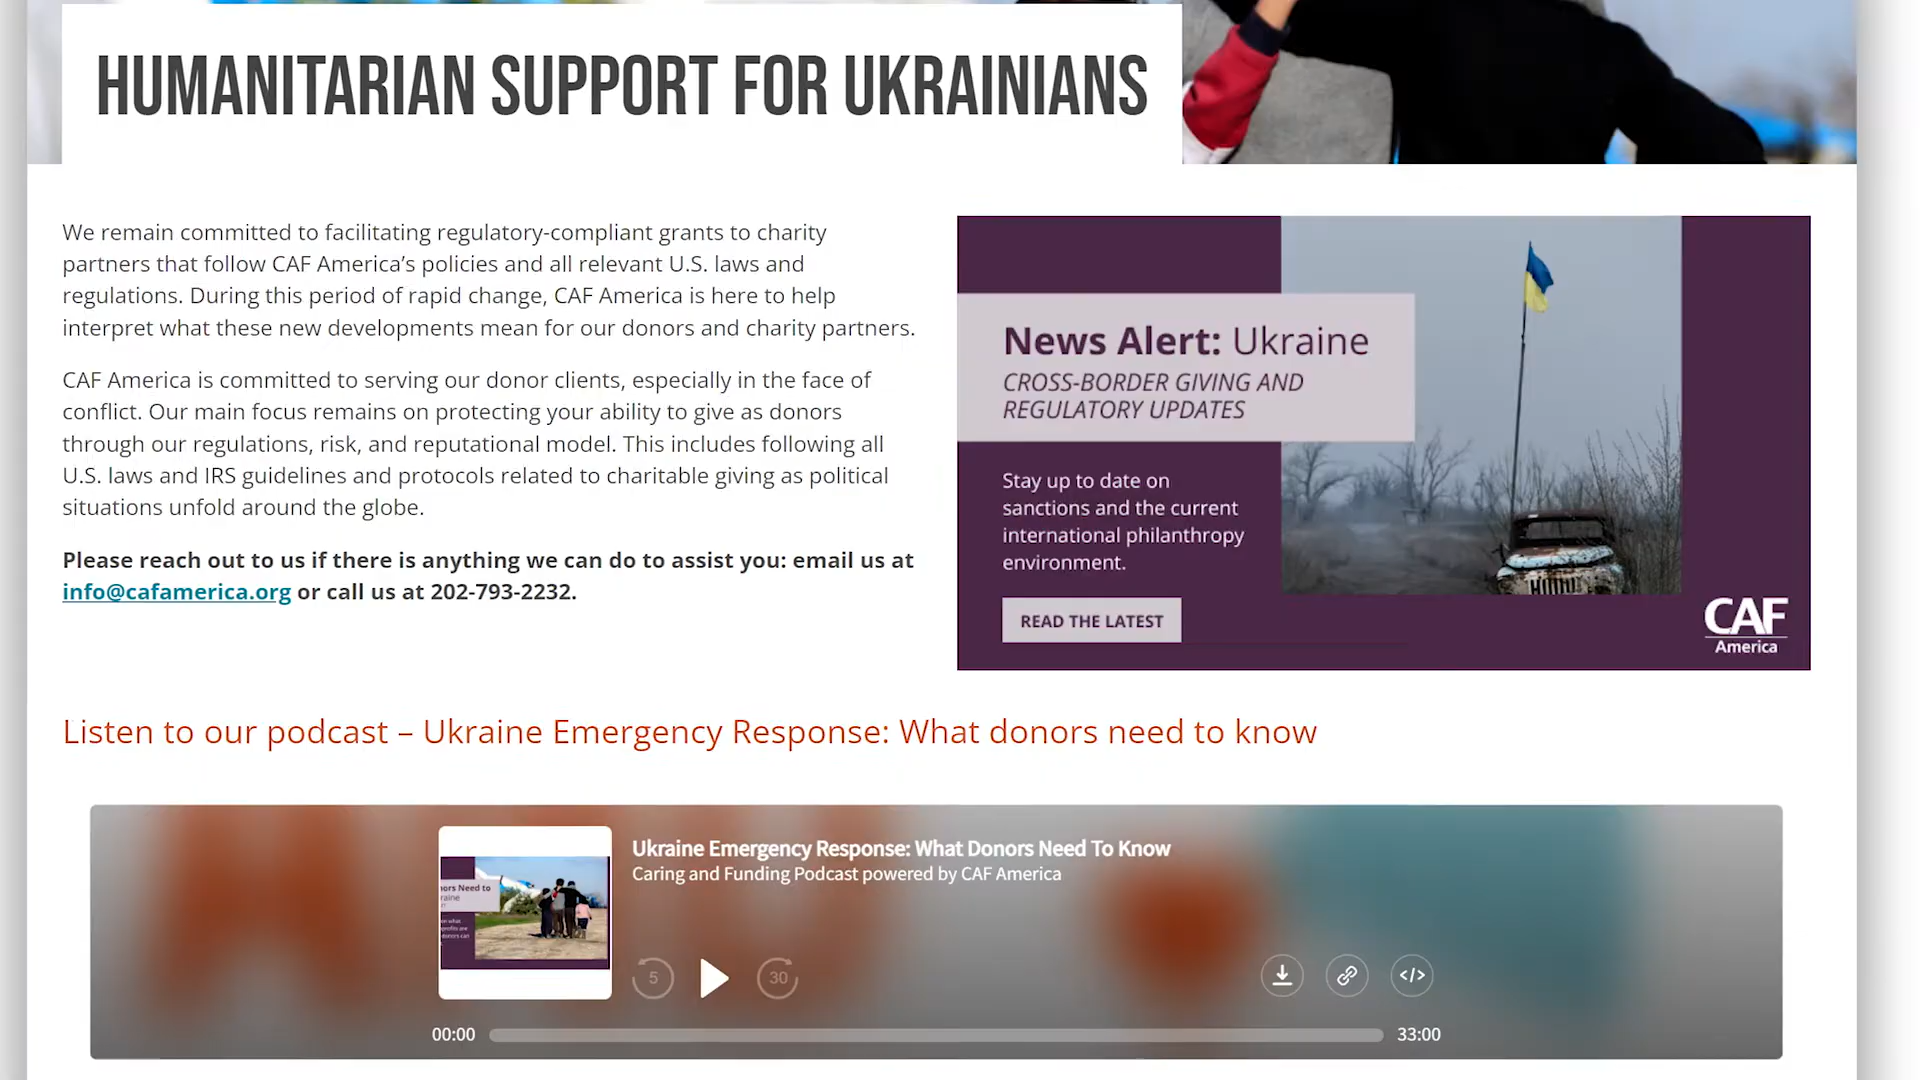 HUMANITARIAN SUPPORT FOR UKRAINIANS
We remain committed to facilitating regulatory-compliant grants to charity
partners that follow CAF America’s policies and all relevant U.S. laws and
regulations. During this period of rapid change, CAF America is here to help
interpret what these new developments mean for our donors and charity partners.
CAF America is committed to serving our donor clients, especially in the face of
conflict. Our main focus remains on protecting your ability to give as donors
through our regulations, risk, and reputational model. This includes following all
U.S. laws and IRS guidelines and protocols related to charitable giving as political
situations unfold around the globe.
Please reach out to us if there is anything we can do to assist you: email us at
info@cafamerica.org or call us at 202-793-2232.
News Alert: Ukraine
CROSS-BORDER GIVING AND
REGULATORY UPDATES
Stay up to date on
sanctions and the current
international philanthropy
environment.
READ THE LATEST
CAF
America
Listen to our podcast – Ukraine Emergency Response: What donors need to know
Ukraine Emergency Response: What Donors Need To Know
Caring and Funding Podcast powered by CAF America
Need to
5
30
</>
00:00
33:00